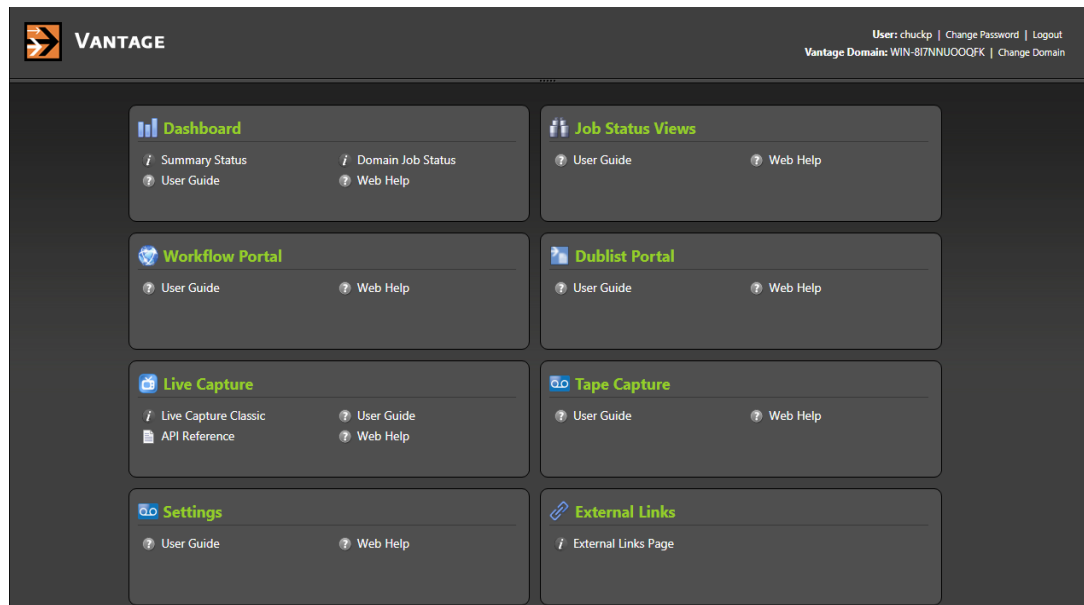 VANTAGE
User: chuckp | Change Password | Logout
Vantage Domain: WIN-8I7NNUOOQFK | Change Domain
Dashboard
Summary Status
Domain Job Status
User Guide
Web Help
Job Status Views
User Guide
Web Help
Workflow Portal
User Guide
Web Help
Dublist Portal
User Guide
Web Help
Live Capture
Live Capture Classic
User Guide
API Reference
Web Help
Tape Capture
User Guide
Web Help
Settings
User Guide
Web Help
External Links
External Links Page